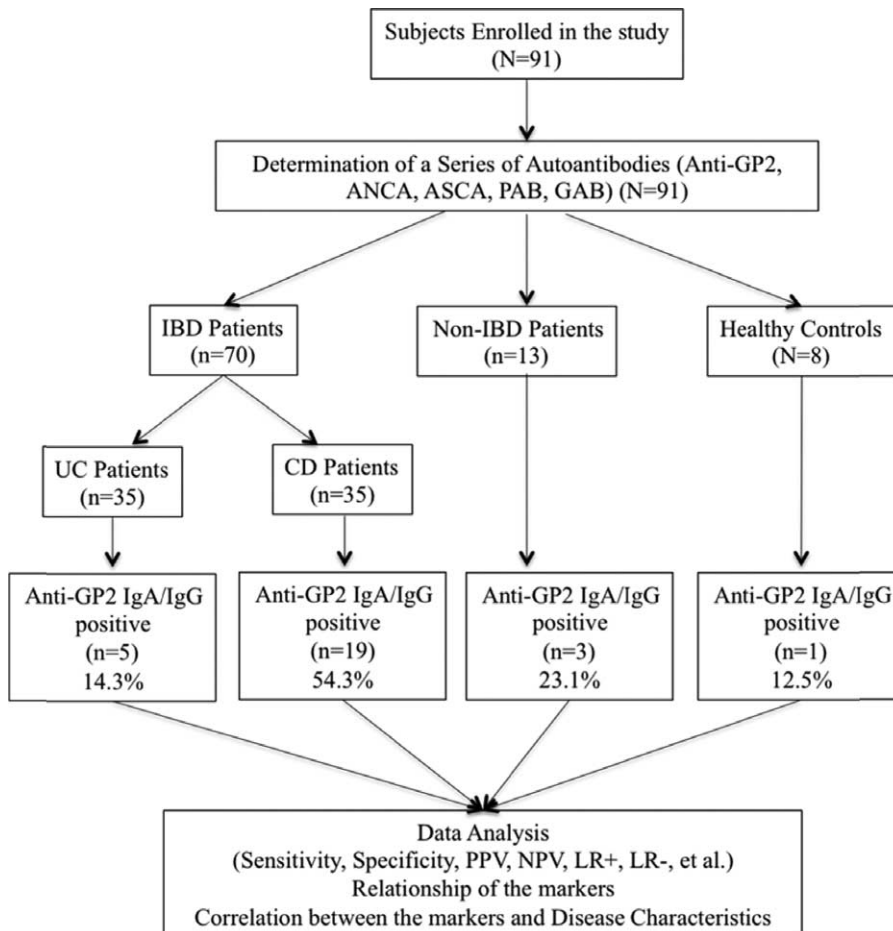 Subjects Enrolled in the study
(N=91)
Determination of a Series of Autoantibodies (Anti-GP2,
ANCA, ASCA, PAB, GAB) (N=91)
IBD Patients
(n=70)
Non-IBD Patients
(n=13)
Healthy Controls
(N=8)
UC Patients
(n=35)
CD Patients
(n=35)
Anti-GP2 IgA/IgG
positive
(n=5)
14.3%
Anti-GP2 IgA/IgG
positive
(n=19)
54.3%
Anti-GP2 IgA/IgG
positive
(n=3)
23.1%
Anti-GP2 IgA/IgG
positive
(n=1)
12.5%
Data Analysis
(Sensitivity, Specificity, PPV, NPV, LR+, LR-, et al.)
Relationship of the markers
Correlation between the markers and Disease Characteristics